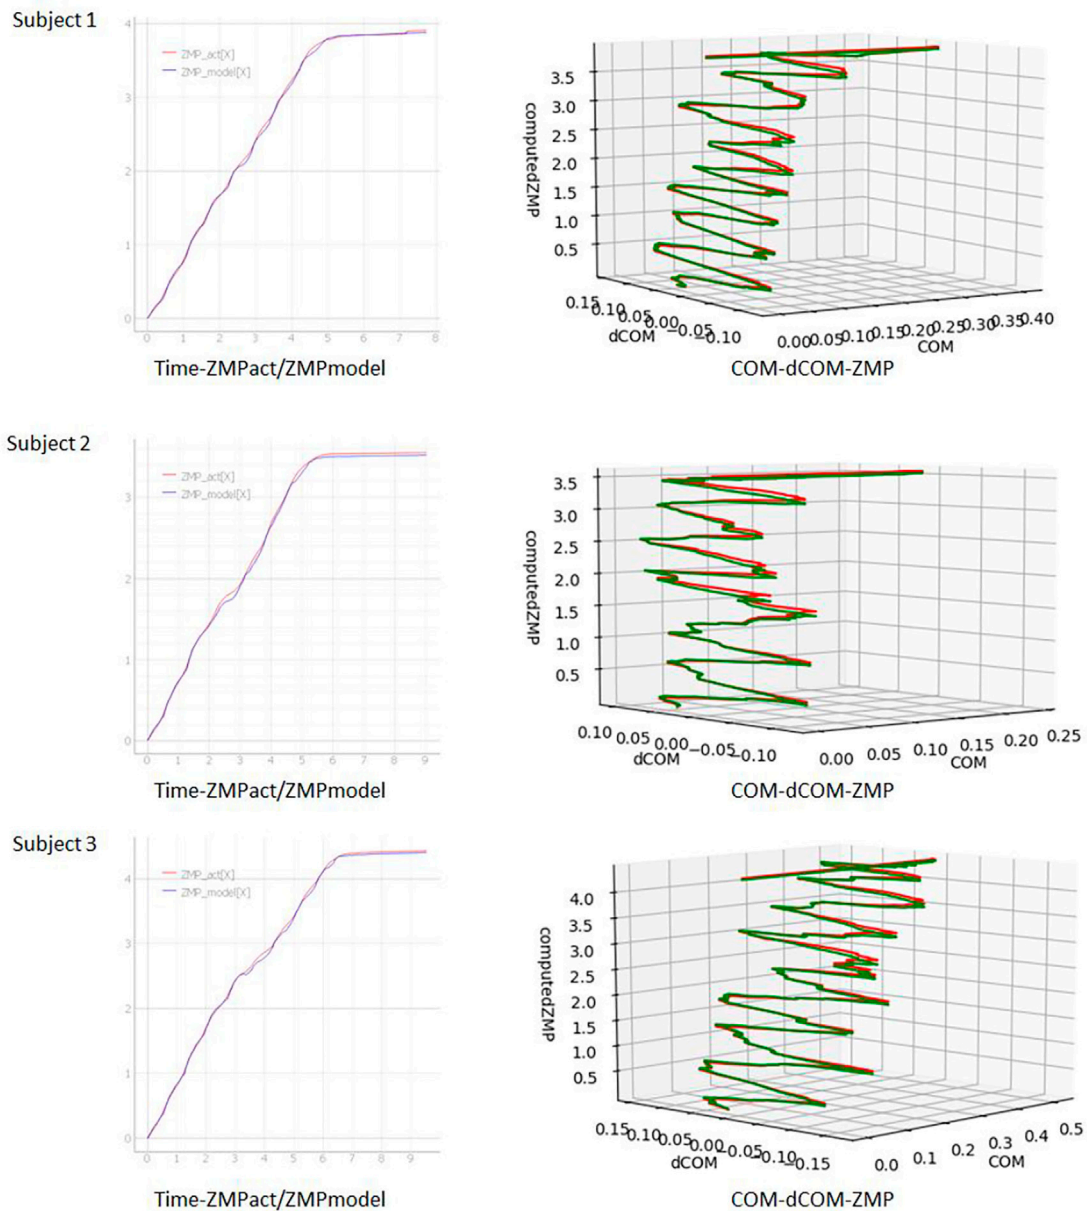 Subject 1
ZMP_act[X]
ZMP_model[X]
4
3
2
1
0
0 1 2 3 4 5 6 7 8
Time-ZMPact/ZMPmodel
computedZMP
3.5
3.0
2.5
2.0
1.5
1.0
0.5
0.15 0.10 0.05 0.00 −0.05 −0.10
dCOM
0.00 0.05 0.10 0.15 0.20 0.25 0.30 0.35 0.40
COM
COM-dCOM-ZMP
Subject 2
ZMP_act[X]
ZMP_model[X]
3
2
1
0
0 1 2 3 4 5 6 7 8 9
Time-ZMPact/ZMPmodel
computedZMP
3.5
3.0
2.5
2.0
1.5
1.0
0.5
0.10 0.05 0.00 −0.05 −0.10
dCOM
0.00 0.05 0.10 0.15 0.20 0.25
COM
COM-dCOM-ZMP
Subject 3
ZMP_act[X]
ZMP_model[X]
4
3
2
1
0
0 1 2 3 4 5 6 7 8 9
Time-ZMPact/ZMPmodel
computedZMP
4.0
3.5
3.0
2.5
2.0
1.5
1.0
0.5
0.15 0.10 0.05 0.00 −0.05 −0.10 −0.15
dCOM
0.0 0.1 0.2 0.3 0.4 0.5
COM
COM-dCOM-ZMP